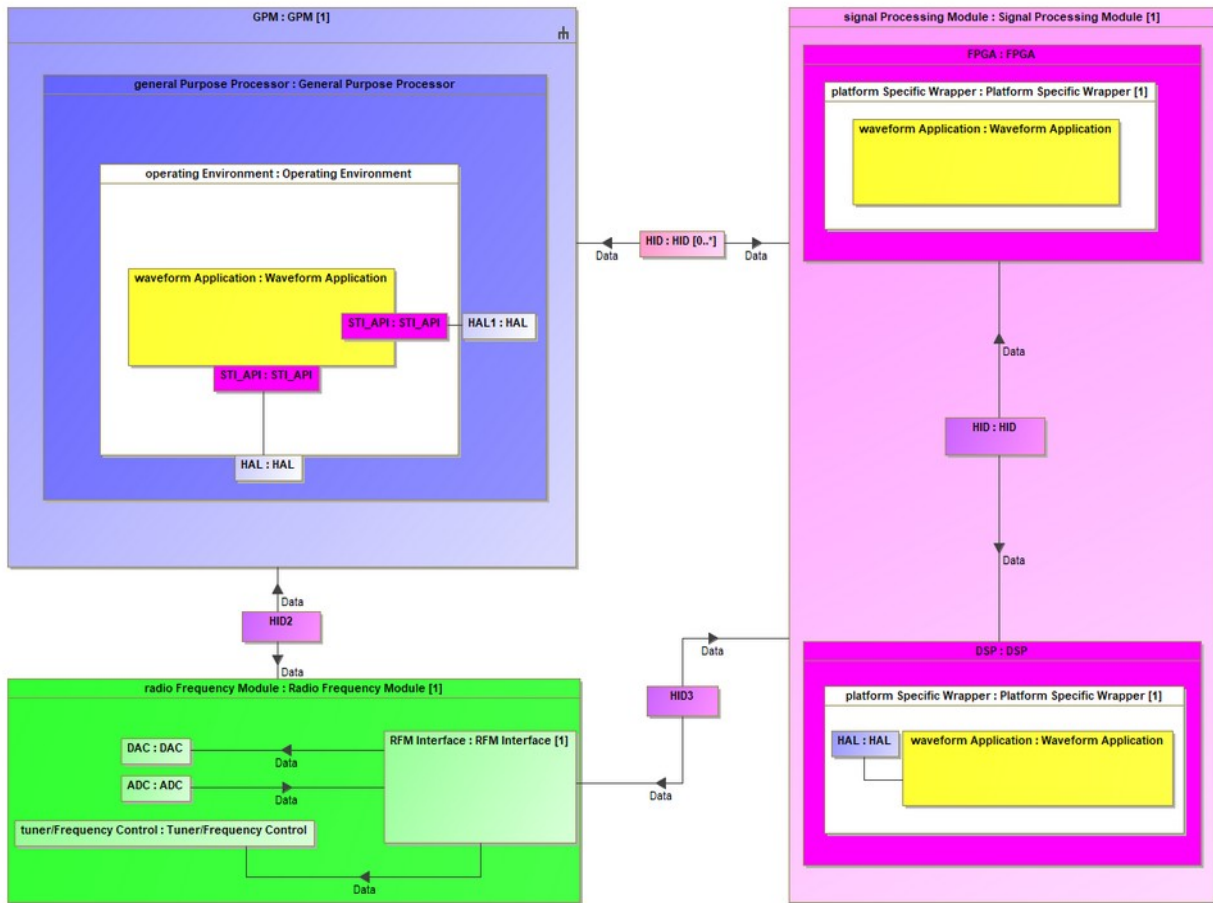 GPM : GPM [1]
general Purpose Processor : General Purpose Processor
operating Environment : Operating Environment
waveform Application : Waveform Application
STI_API : STI_API
HAL1 : HAL
STI_API : STI_API
HAL : HAL
HID : HID [0..*]
Data
Data
signal Processing Module : Signal Processing Module [1]
FPGA : FPGA
platform Specific Wrapper : Platform Specific Wrapper [1]
waveform Application : Waveform Application
Data
HID : HID
Data
DSP : DSP
platform Specific Wrapper : Platform Specific Wrapper [1]
HAL : HAL
waveform Application : Waveform Application
Data
HID2
Data
Data
HID3
Data
radio Frequency Module : Radio Frequency Module [1]
DAC : DAC
Data
RFM Interface : RFM Interface [1]
ADC : ADC
Data
tuner/Frequency Control : Tuner/Frequency Control
Data